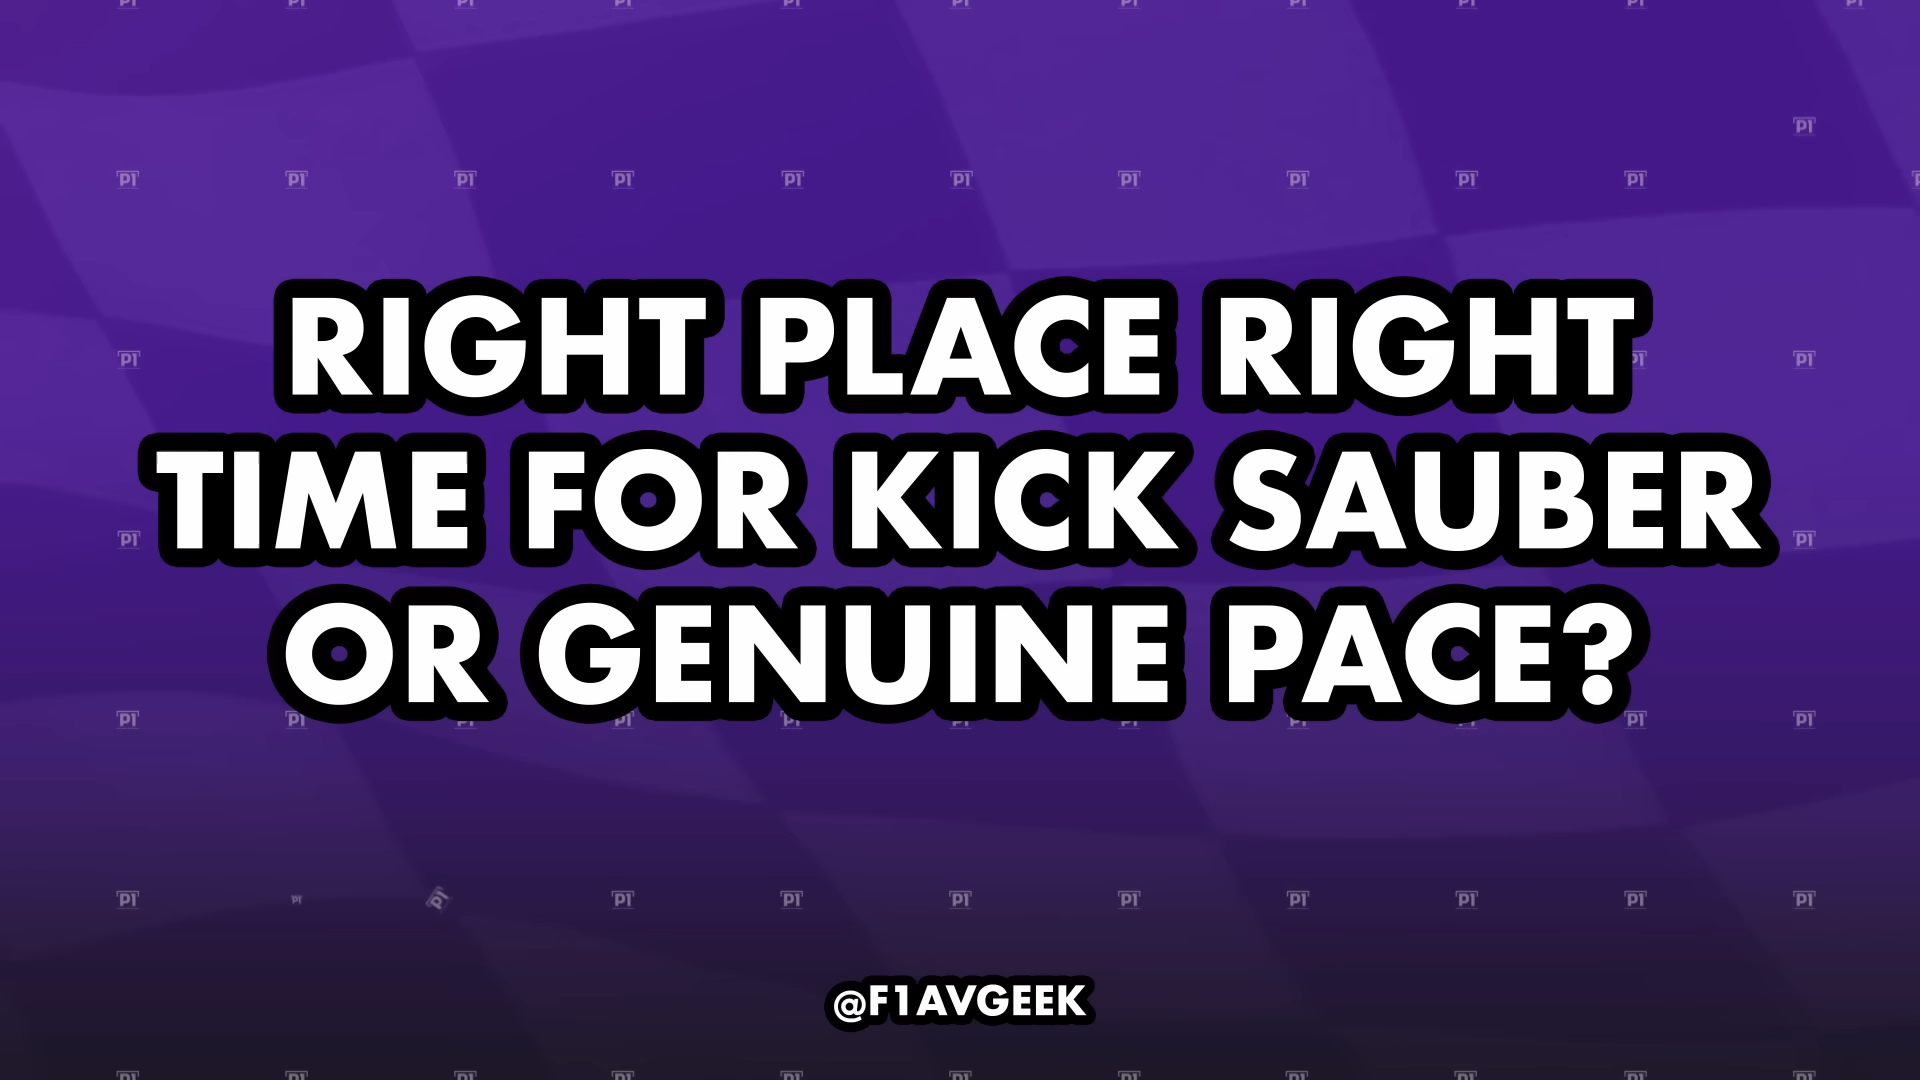 RIGHT PLACE RIGHT
TIME FOR KICK SAUBER
OR GENUINE PACE?
@F1AVGEEK